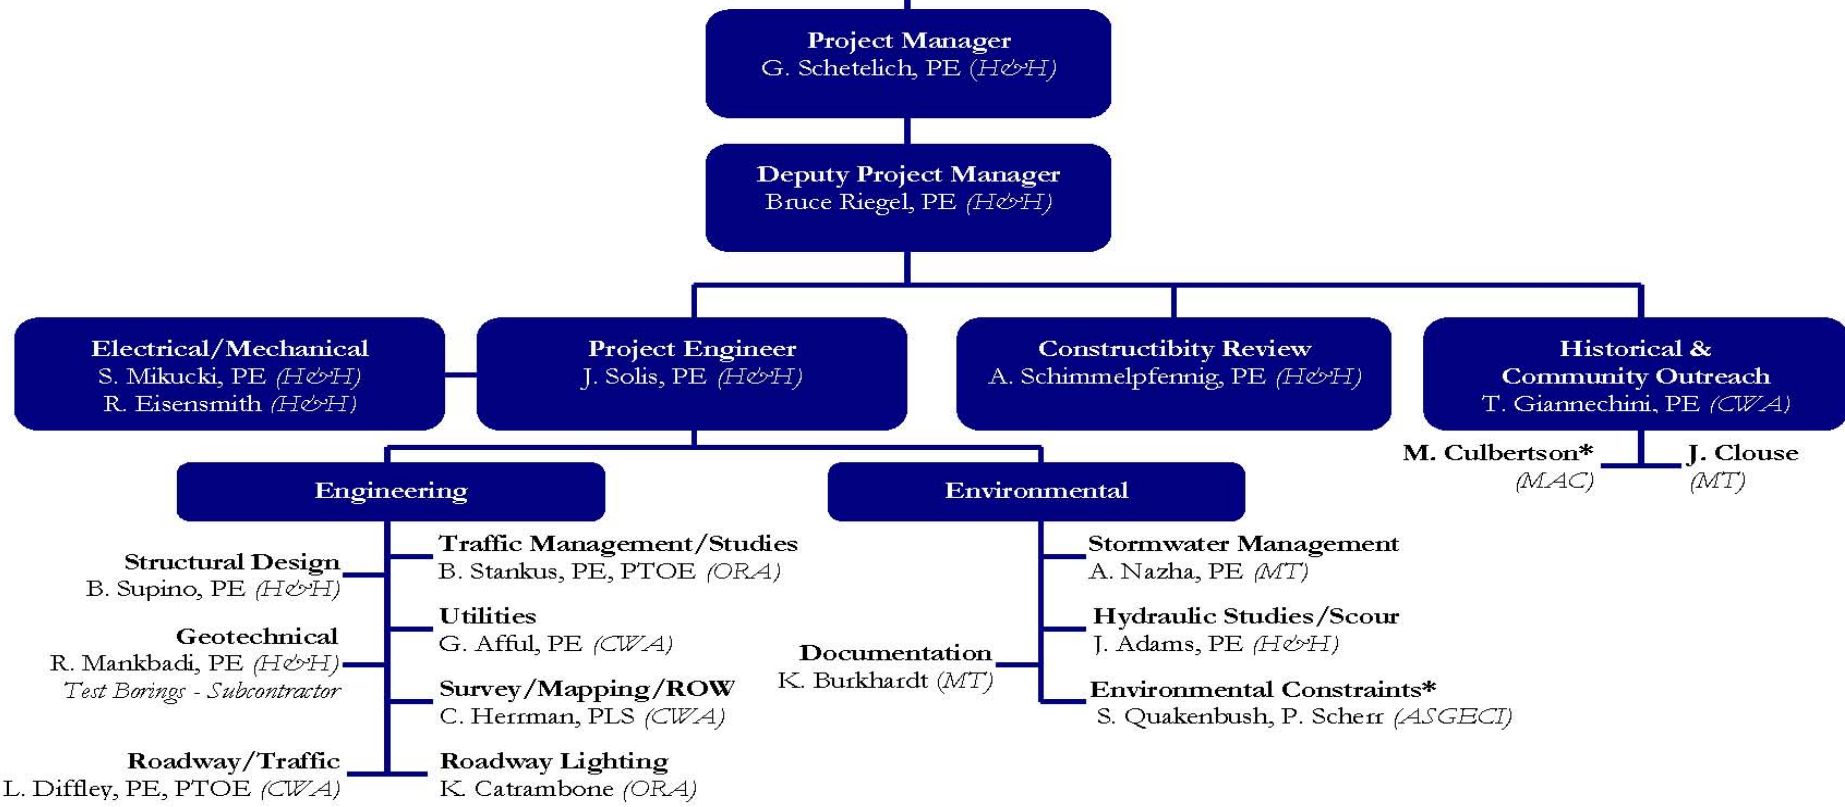 Project Manager
G. Schetelich, PE (H&H)
Deputy Project Manager
Bruce Riegel, PE (H&H)
Electrical/Mechanical
S. Mikucki, PE (H&H)
R. Eisensmith (H&H)
Project Engineer
J. Solis, PE (H&H)
Constructibity Review
A. Schimmelpfennig, PE (H&H)
Historical &
Community Outreach
T. Giannechini, PE (CWA)
M. Culbertson*
(MAC)
J. Clouse
(MT)
Engineering
Structural Design
B. Supino, PE (H&H)
Geotechnical
R. Mankbadi, PE (H&H)
Test Borings - Subcontractor
Roadway/Traffic
L. Diffley, PE, PTOE (CWA)
Traffic Management/Studies
B. Stankus, PE, PTOE (ORA)
Utilities
G. Afful, PE (CWA)
Survey/Mapping/ROW
C. Herrman, PLS (CWA)
Roadway Lighting
K. Catrambone (ORA)
Environmental
Documentation
K. Burkhardt (MT)
Stormwater Management
A. Nazha, PE (MT)
Hydraulic Studies/Scour
J. Adams, PE (H&H)
Environmental Constraints*
S. Quakenbush, P. Scherr (ASGECI)